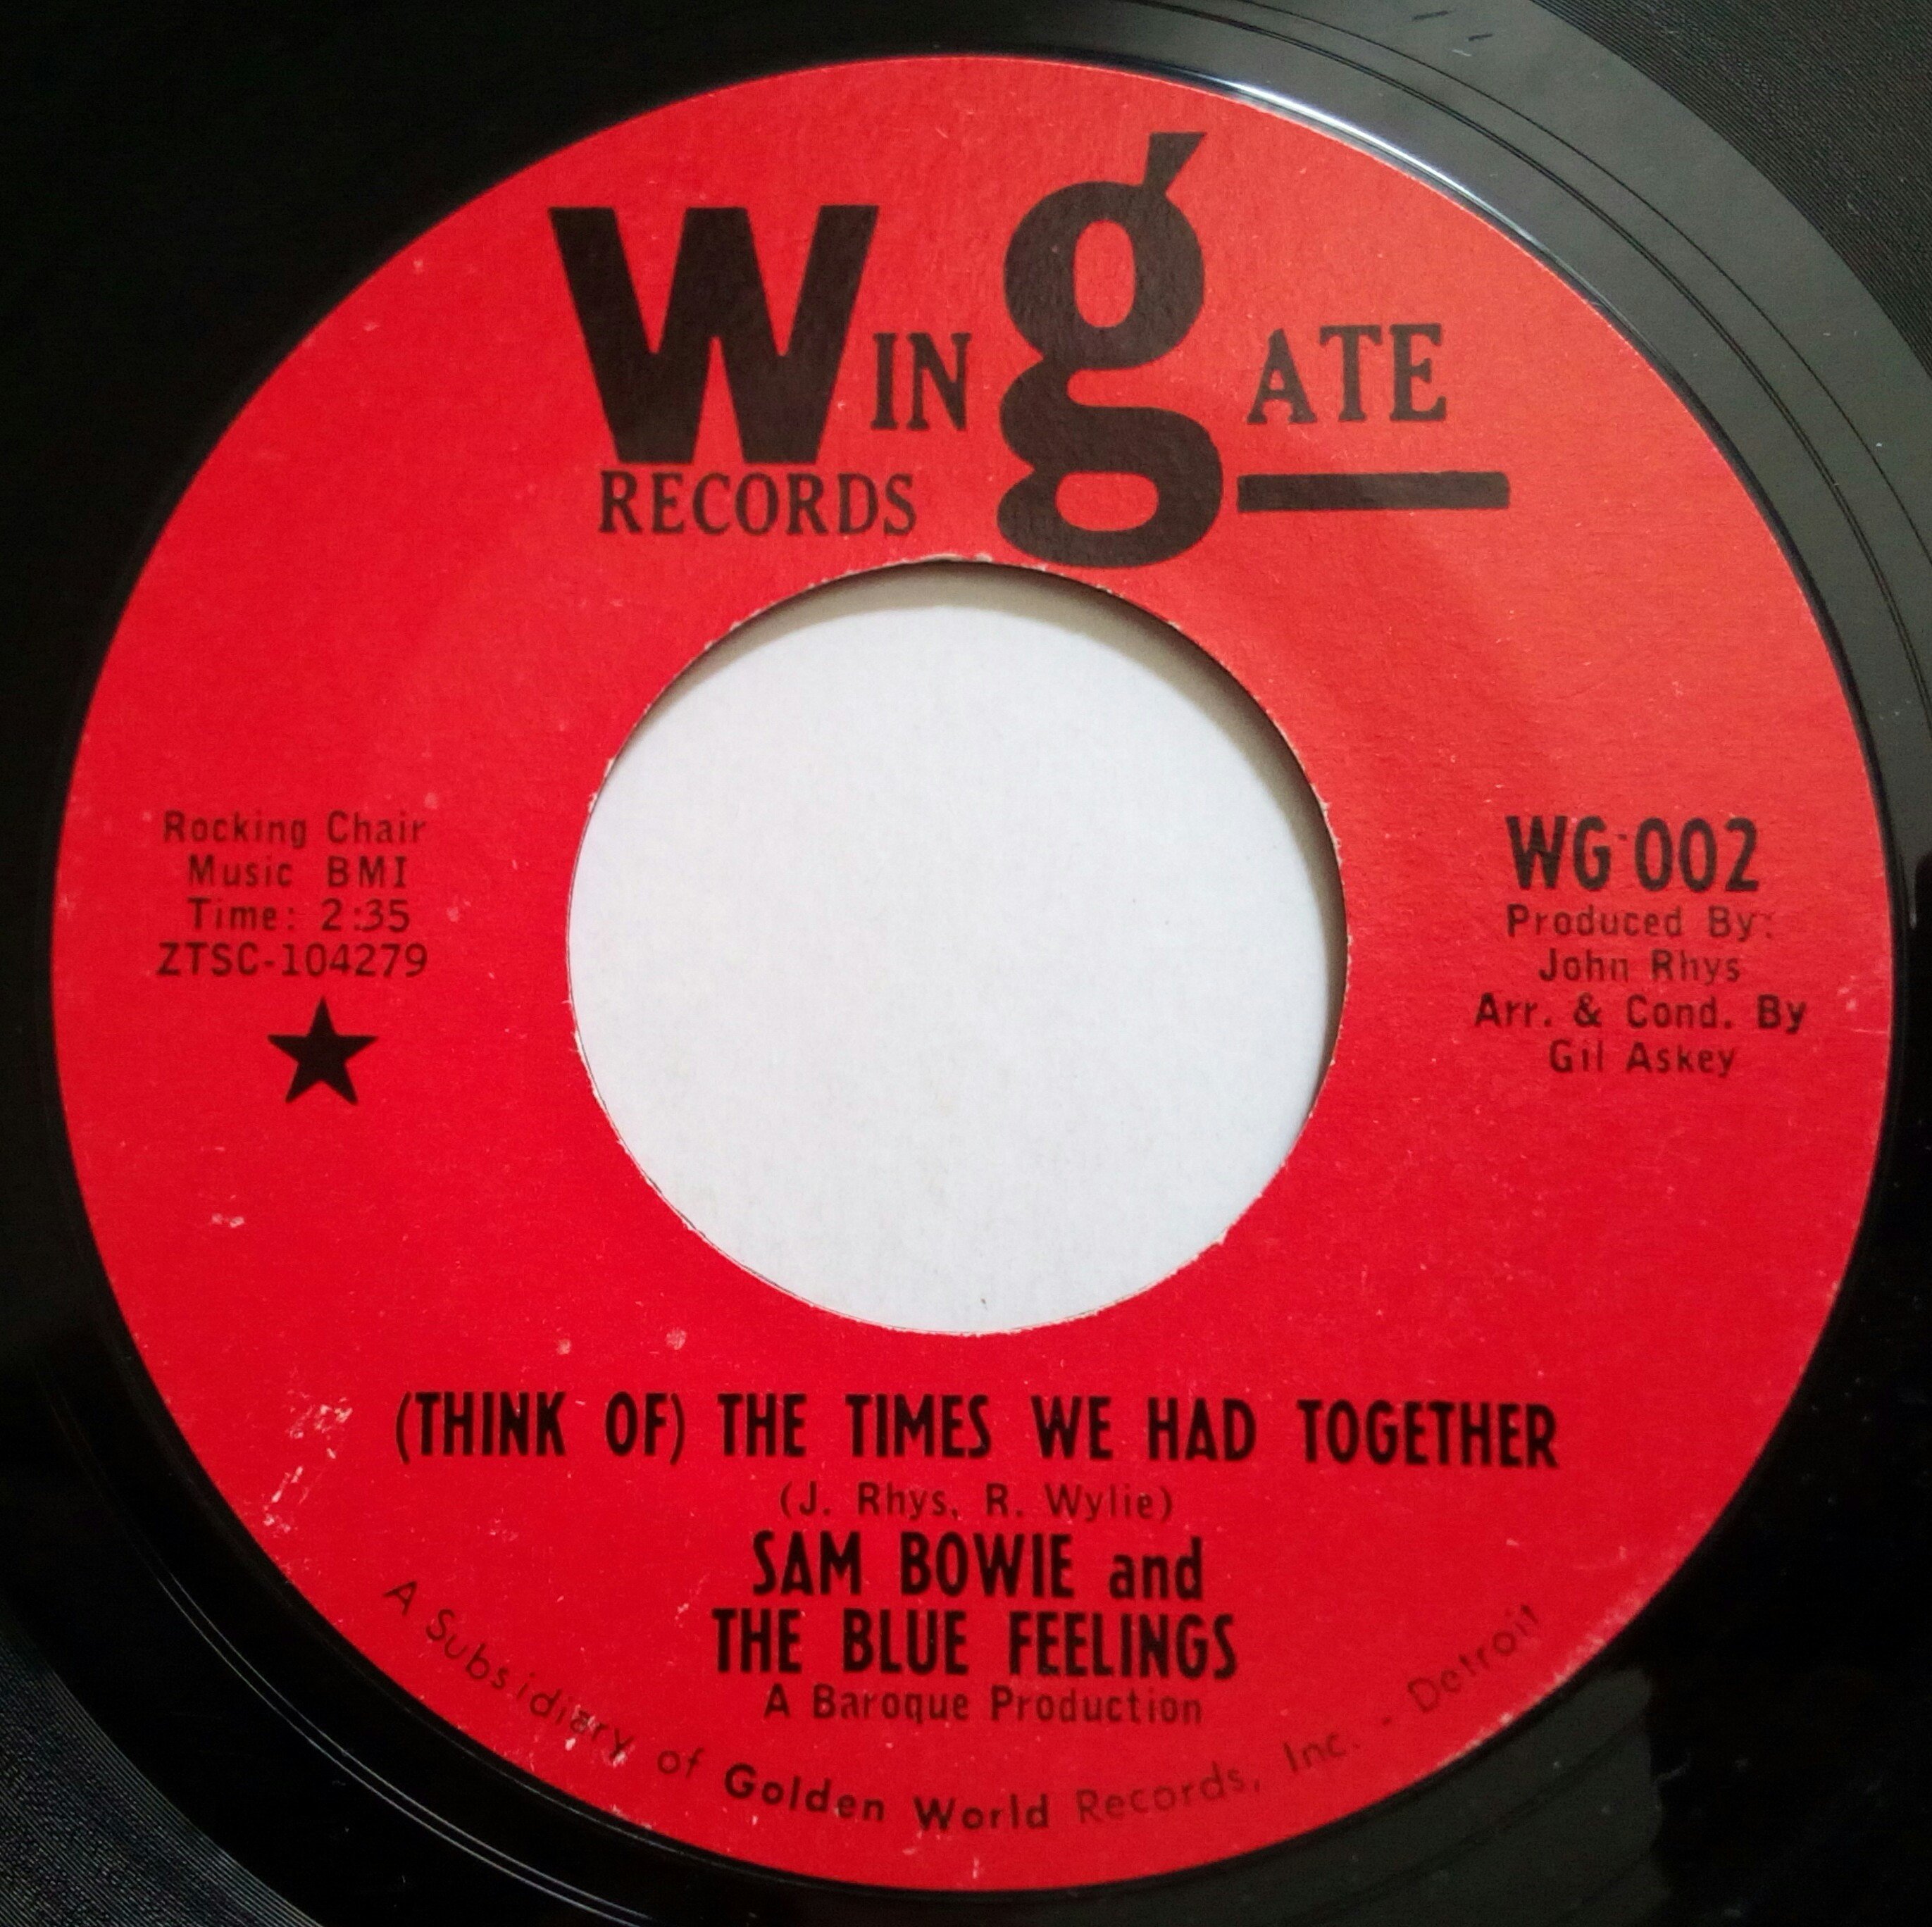 WINgATE
RECORDS
Rocking Chair
Music BMI
Time: 2:35
ZTSC-104279
WG-002
Produced By:
John Rhys
Arr. & Cond. By
Gil Askey
(THINK OF) THE TIMES WE HAD TOGETHER
(J. Rhys, R. Wylie)
SAM BOWIE and
THE BLUE FEELINGS
A Baroque Production
A Subsidiary of Golden World Records, Inc. - Detroit